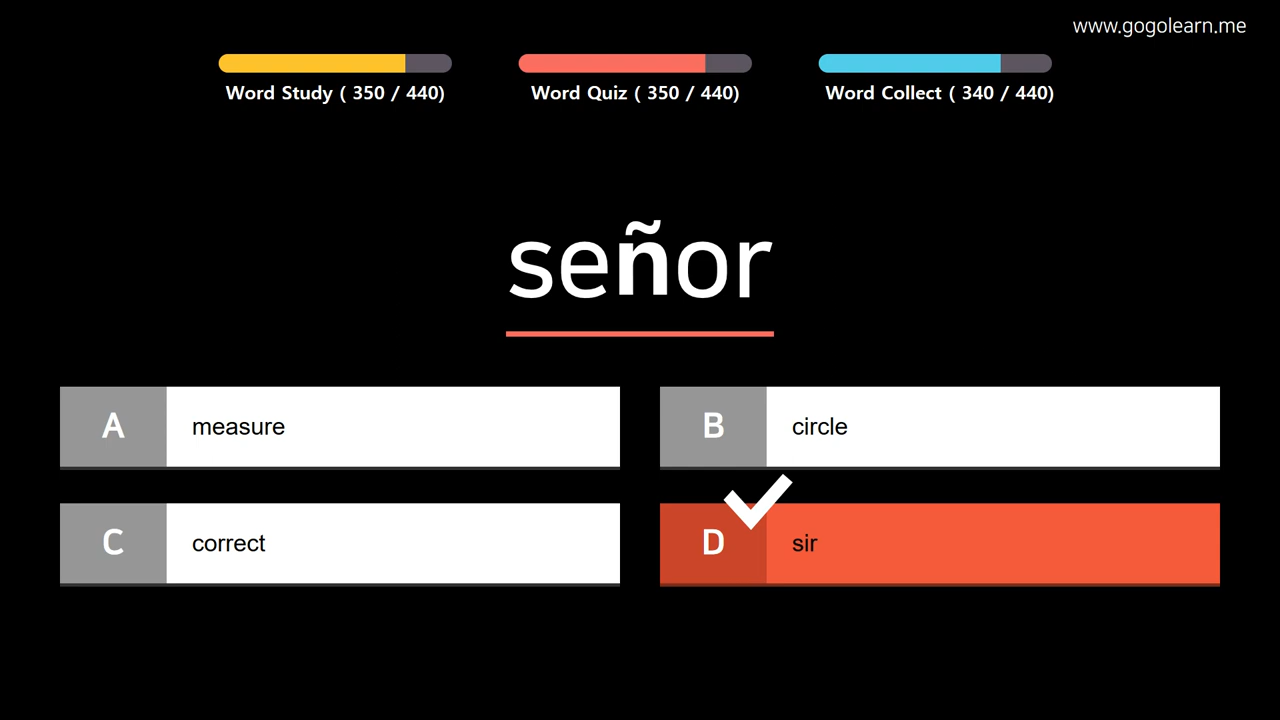 www.gogolearn.me
Word Study ( 350 / 440)
Word Quiz ( 350 / 440)
Word Collect ( 340 / 440)
señor
A measure
B circle
C correct
D sir